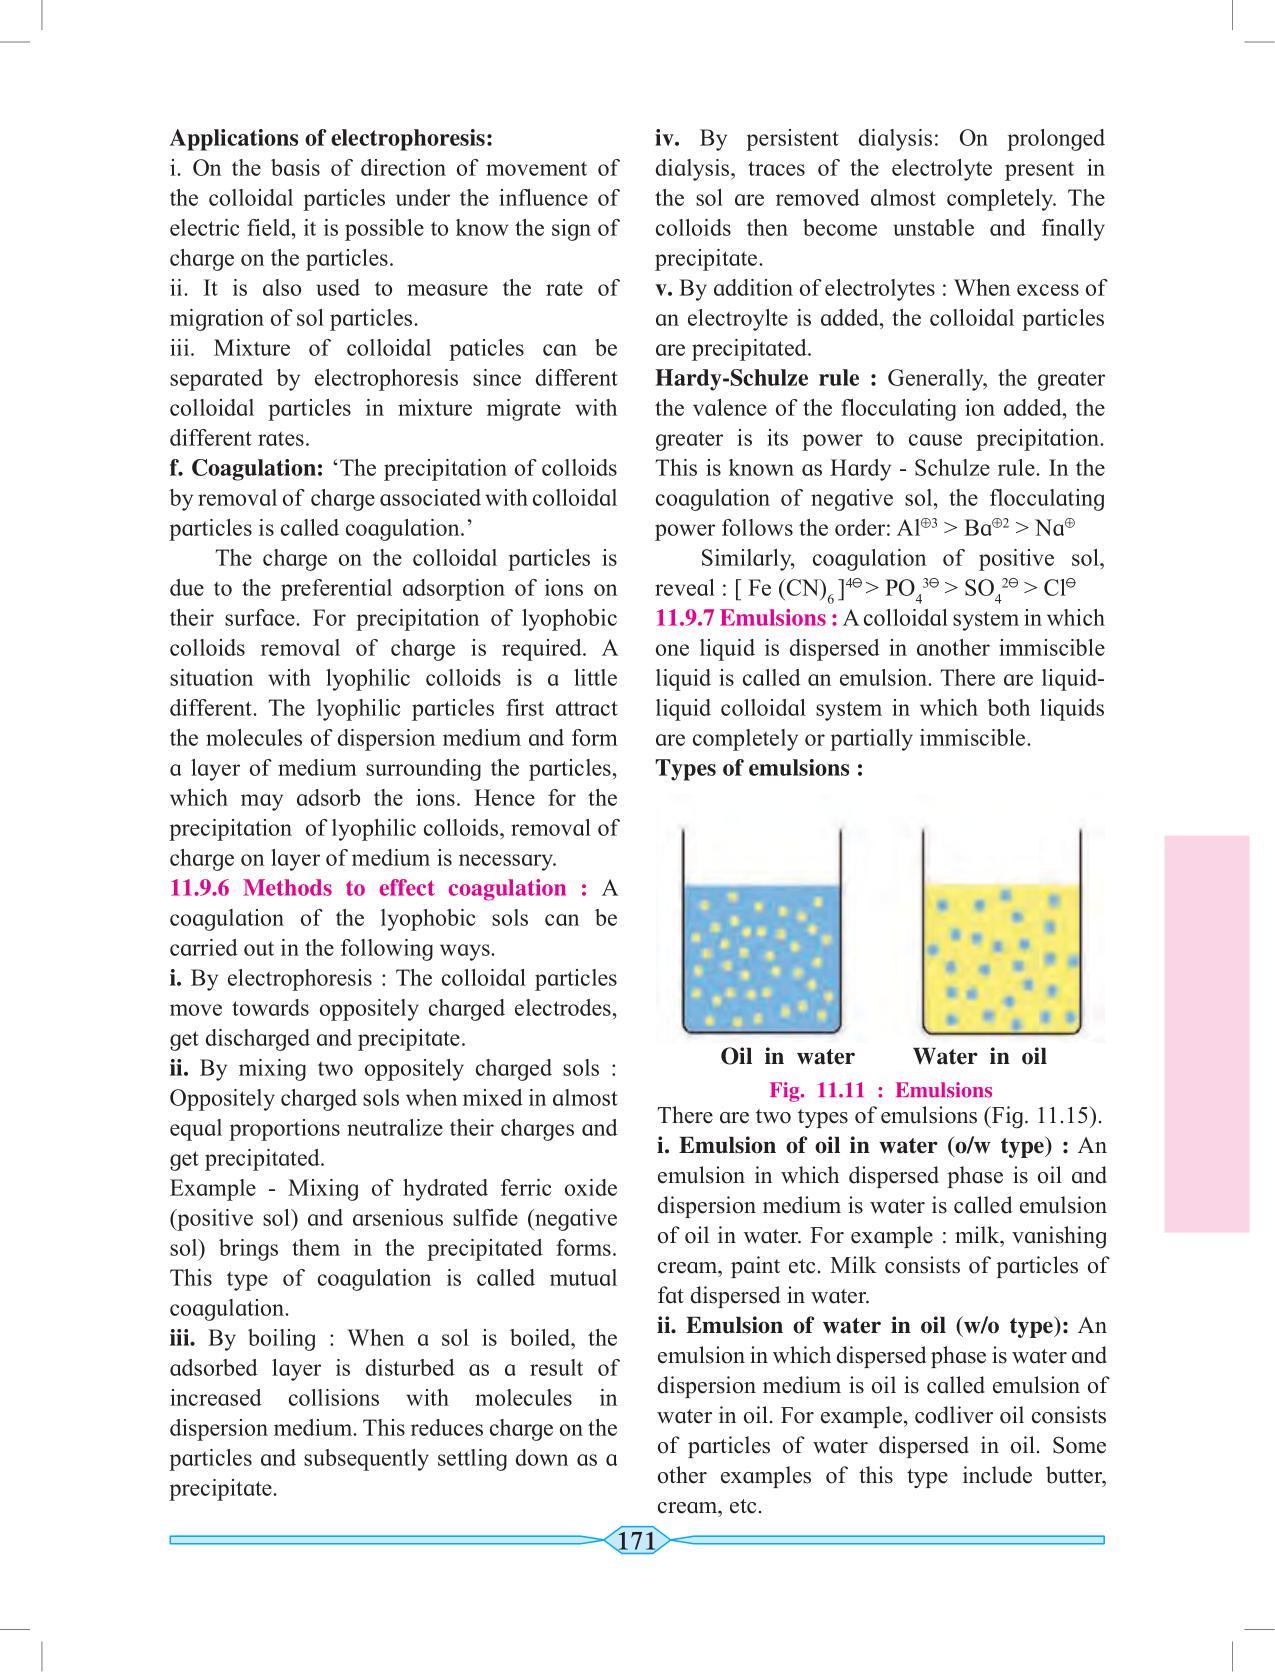 Applications of electrophoresis:
i. On the basis of direction of movement of
the colloidal particles under the influence of
electric field, it is possible to know the sign of
charge on the particles.
ii. It is also used to measure the rate of
migration of sol particles.
iii. Mixture of colloidal paticles can be
separated by electrophoresis since different
colloidal particles in mixture migrate with
different rates.
f. Coagulation: ‘The precipitation of colloids
by removal of charge associated with colloidal
particles is called coagulation.’
The charge on the colloidal particles is
due to the preferential adsorption of ions on
their surface. For precipitation of lyophobic
colloids removal of charge is required. A
situation with lyophilic colloids is a little
different. The lyophilic particles first attract
the molecules of dispersion medium and form
a layer of medium surrounding the particles,
which may adsorb the ions. Hence for the
precipitation of lyophilic colloids, removal of
charge on layer of medium is necessary.
11.9.6 Methods to effect coagulation : A
coagulation of the lyophobic sols can be
carried out in the following ways.
i. By electrophoresis : The colloidal particles
move towards oppositely charged electrodes,
get discharged and precipitate.
ii. By mixing two oppositely charged sols :
Oppositely charged sols when mixed in almost
equal proportions neutralize their charges and
get precipitated.
Example - Mixing of hydrated ferric oxide
(positive sol) and arsenious sulfide (negative
sol) brings them in the precipitated forms.
This type of coagulation is called mutual
coagulation.
iii. By boiling : When a sol is boiled, the
adsorbed layer is disturbed as a result of
increased collisions with molecules in
dispersion medium. This reduces charge on the
particles and subsequently settling down as a
precipitate.
iv. By persistent dialysis: On prolonged
dialysis, traces of the electrolyte present in
the sol are removed almost completely. The
colloids then become unstable and finally
precipitate.
v. By addition of electrolytes : When excess of
an electroylte is added, the colloidal particles
are precipitated.
Hardy-Schulze rule : Generally, the greater
the valence of the flocculating ion added, the
greater is its power to cause precipitation.
This is known as Hardy - Schulze rule. In the
coagulation of negative sol, the flocculating
power follows the order: Al⊕³ > Ba⊕² > Na⊕
Similarly, coagulation of positive sol,
reveal : [ Fe (CN)₆ ]⁴⊖ > PO₄³⊖ > SO₄²⊖ > Cl⊖
11.9.7 Emulsions : A colloidal system in which
one liquid is dispersed in another immiscible
liquid is called an emulsion. There are liquid-
liquid colloidal system in which both liquids
are completely or partially immiscible.
Types of emulsions :
Oil in water Water in oil
Fig. 11.11 : Emulsions
There are two types of emulsions (Fig. 11.15).
i. Emulsion of oil in water (o/w type) : An
emulsion in which dispersed phase is oil and
dispersion medium is water is called emulsion
of oil in water. For example : milk, vanishing
cream, paint etc. Milk consists of particles of
fat dispersed in water.
ii. Emulsion of water in oil (w/o type): An
emulsion in which dispersed phase is water and
dispersion medium is oil is called emulsion of
water in oil. For example, codliver oil consists
of particles of water dispersed in oil. Some
other examples of this type include butter,
cream, etc.
171